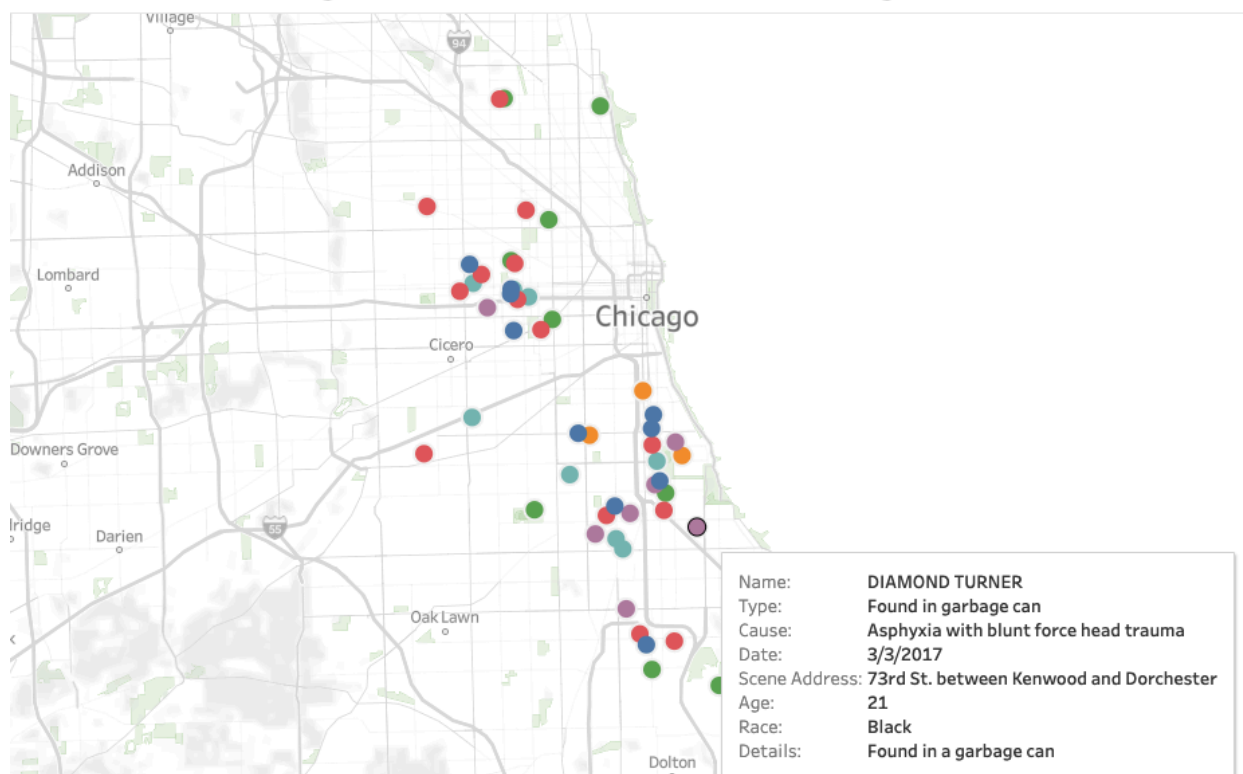 Village
94
Addison
Lombard
Chicago
Cicero
Downers Grove
lridge
55
Darien
Oak Lawn
Dolton
Name: DIAMOND TURNER
Type: Found in garbage can
Cause: Asphyxia with blunt force head trauma
Date: 3/3/2017
Scene Address: 73rd St. between Kenwood and Dorchester
Age: 21
Race: Black
Details: Found in a garbage can